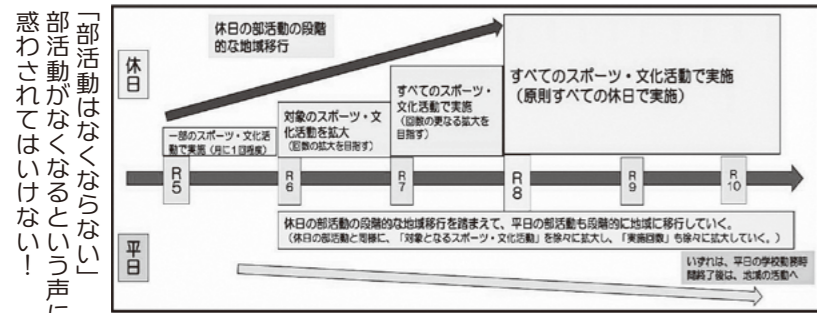 「部活動はなくならない」
部活動がなくなるという声に
惑わされてはいけない！
休日
休日の部活動の段階
的な地域移行
一部のスポーツ・文化活
動で実施（月に1回程度）
対象のスポーツ・文
化活動を拡大
（回数の拡大を目指す）
すべてのスポーツ・
文化活動で実施
（回数の更なる拡大を
目指す）
すべてのスポーツ・文化活動で実施
（原則すべての休日で実施）
R5
R6
R7
R8
R9
R10
平日
休日の部活動の段階的な地域移行を踏まえて、平日の部活動も段階的に地域に移行していく。
（休日の部活動と同様に、「対象となるスポーツ・文化活動」を徐々に拡大し、「実施回数」も徐々に拡大していく。）
いずれは、平日の学校勤務時
間終了後は、地域の活動へ